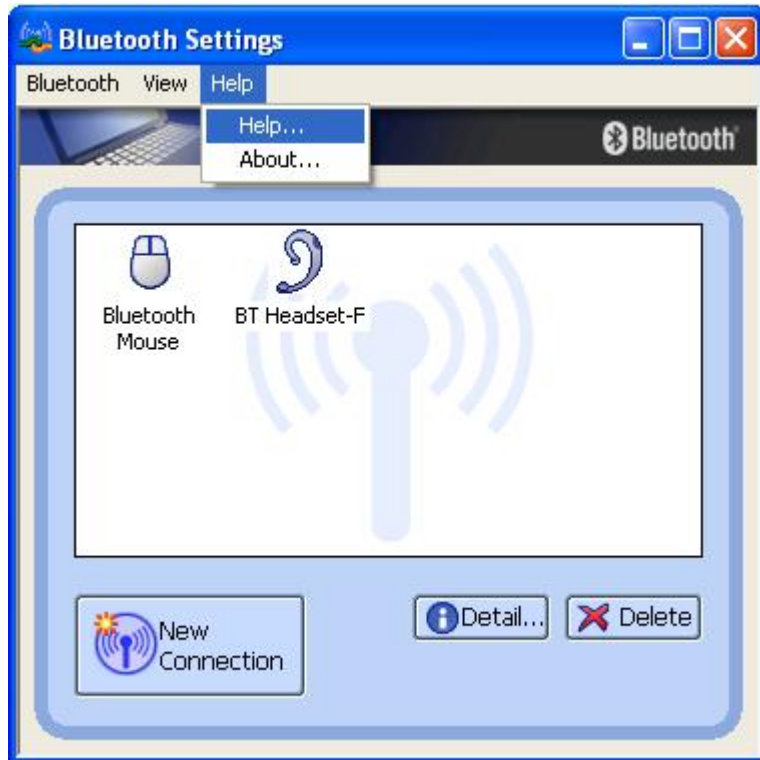 Bluetooth Settings
Bluetooth View Help
Help...
About...
Bluetooth
Bluetooth
Mouse
BT Headset-F
New
Connection
Detail...
Delete